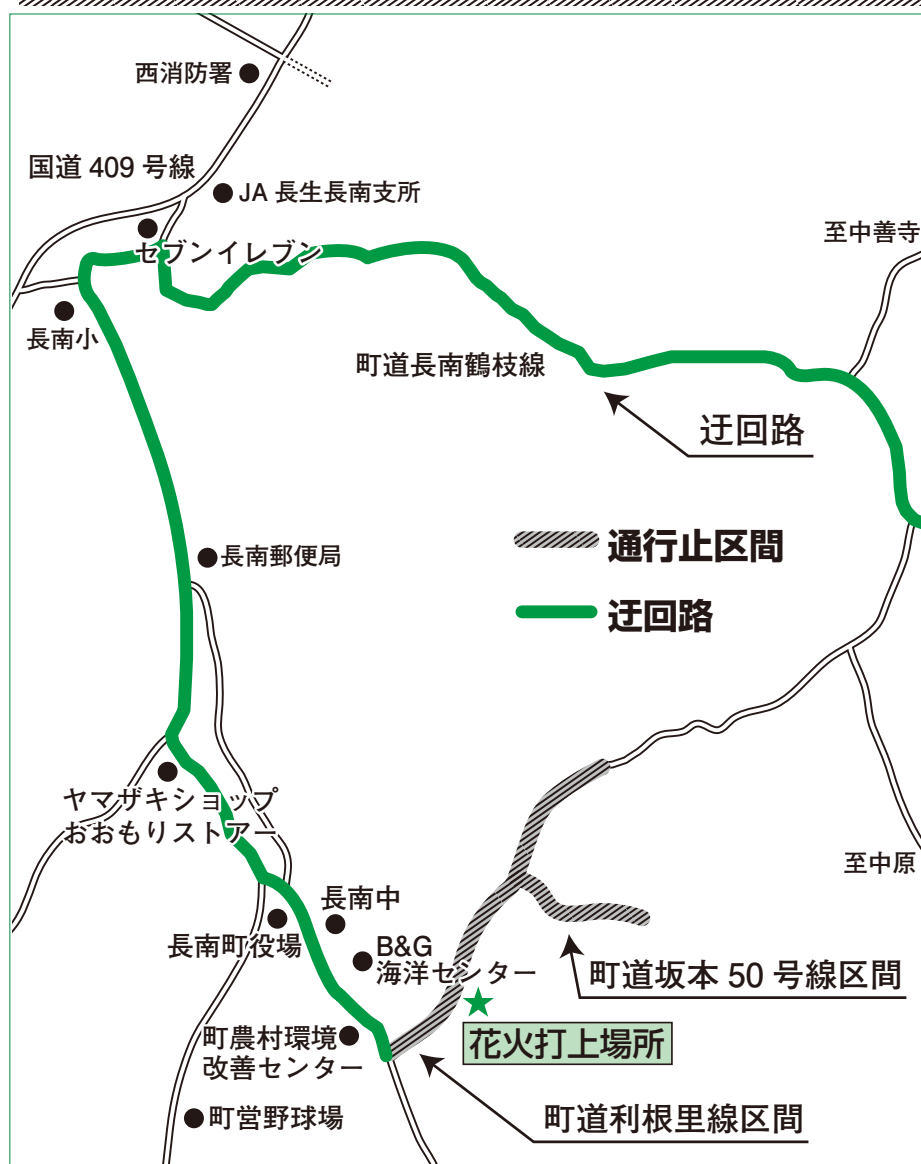 西消防署
国道 409 号線
JA 長生長南支所
セブンイレブン
至中善寺
長南小
町道長南鶴枝線
迂回路
通行止区間
長南郵便局
迂回路
ヤマザキショップ
おおもりストアー
至中原
長南中
長南町役場
B&G
海洋センター
町道坂本 50 号線区間
町農村環境
改善センター
花火打上場所
町営野球場
町道利根里線区間